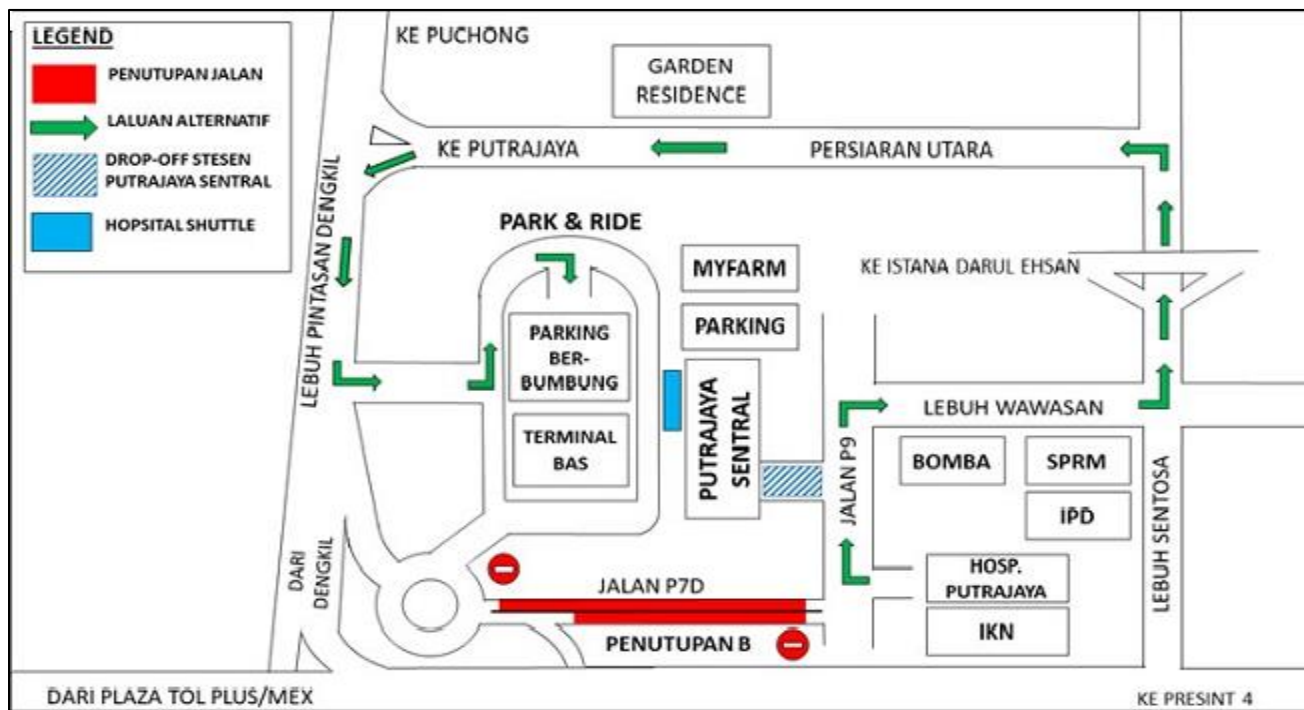 LEGEND
PENUTUPAN JALAN
LALUAN ALTERNATIF
DROP-OFF STESEN
PUTRAJAYA SENTRAL
HOPSITAL SHUTTLE
KE PUCHONG
GARDEN
RESIDENCE
KE PUTRAJAYA
PERSIARAN UTARA
LEBUH PINTASAN DENGKIL
PARK & RIDE
MYFARM
KE ISTANA DARUL EHSAN
PARKING
PARKING
BER-
BUMBUNG
TERMINAL
BAS
PUTRAJAYA
SENTRAL
JALAN P9
LEBUH WAWASAN
BOMBA
SPRM
IPD
LEBUH SENTOSA
HOSP.
PUTRAJAYA
IKN
DARI
DENGKIL
JALAN P7D
PENUTUPAN B
DARI PLAZA TOL PLUS/MEX
KE PRESINT 4